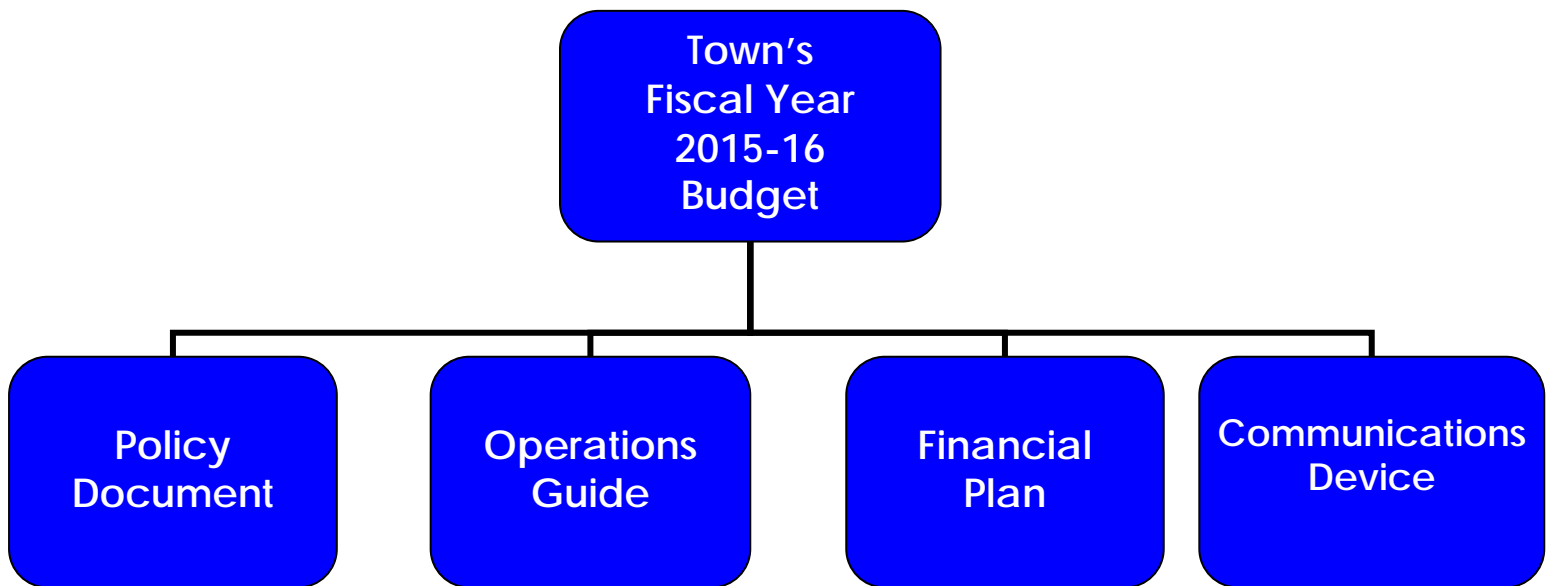 Town's
Fiscal Year
2015-16
Budget
Policy
Document
Operations
Guide
Financial
Plan
Communications
Device